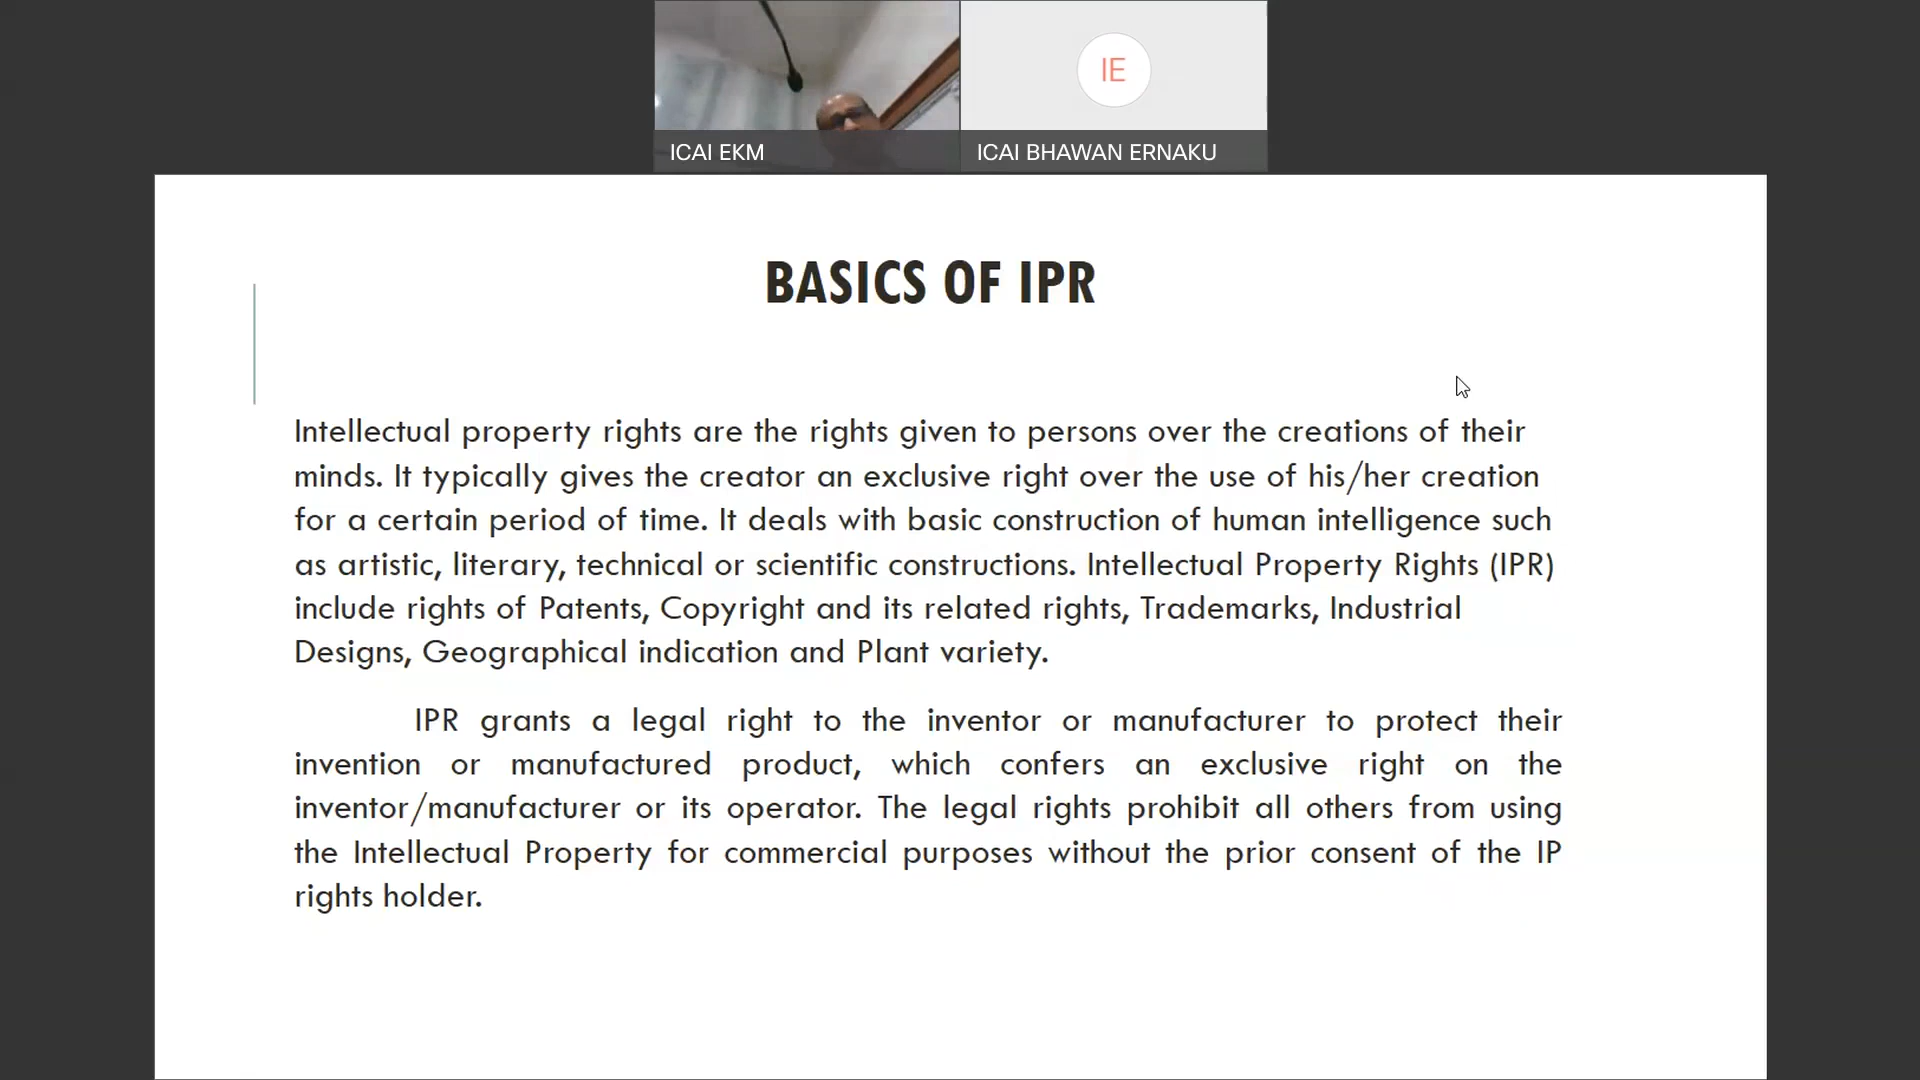 IE
ICAI EKM
ICAI BHAWAN ERNAKU
BASICS OF IPR
Intellectual property rights are the rights given to persons over the creations of their
minds. It typically gives the creator an exclusive right over the use of his/her creation
for a certain period of time. It deals with basic construction of human intelligence such
as artistic, literary, technical or scientific constructions. Intellectual Property Rights (IPR)
include rights of Patents, Copyright and its related rights, Trademarks, Industrial
Designs, Geographical indication and Plant variety.
IPR grants a legal right to the inventor or manufacturer to protect their
invention or manufactured product, which confers an exclusive right on the
inventor/manufacturer or its operator. The legal rights prohibit all others from using
the Intellectual Property for commercial purposes without the prior consent of the IP
rights holder.